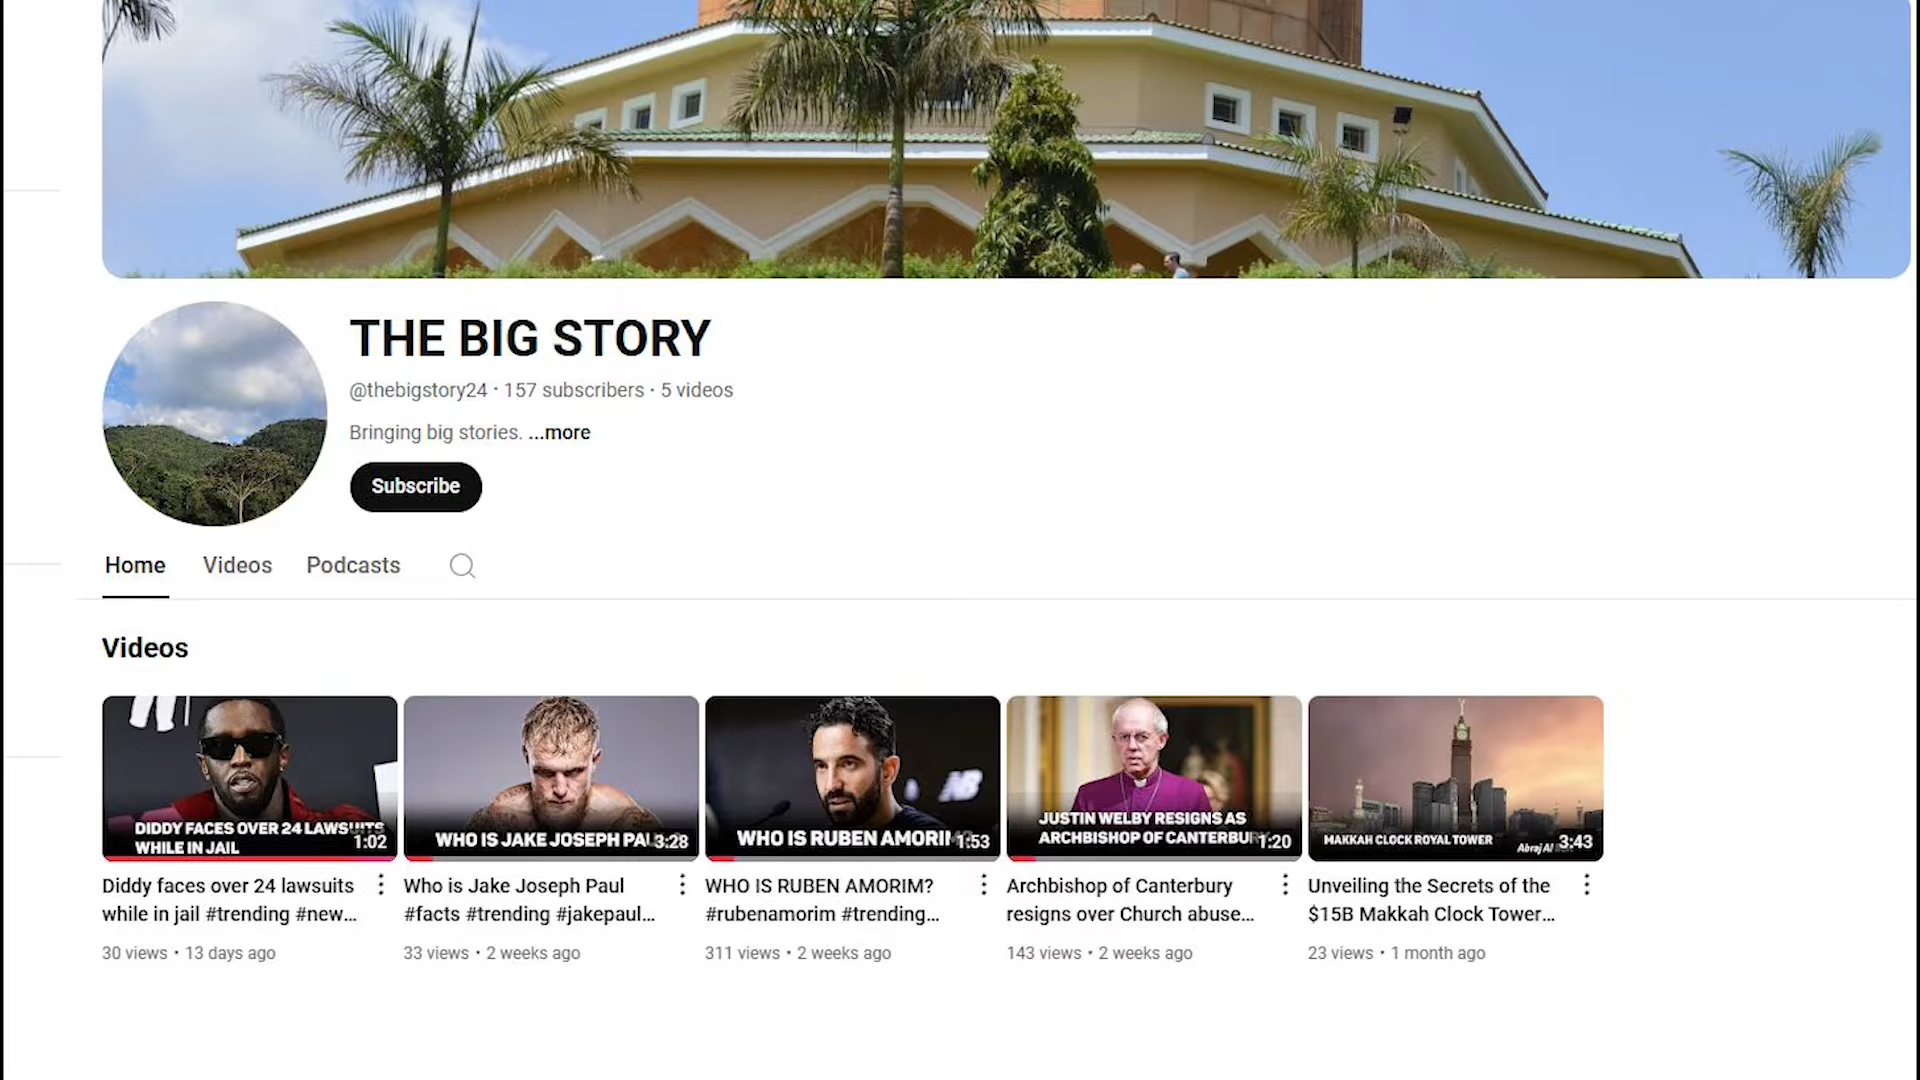 THE BIG STORY
@thebigstory24 · 157 subscribers · 5 videos
Bringing big stories. ...more
Subscribe
Home Videos Podcasts
Videos
DIDDY FACES OVER 24 LAWSUITS
WHILE IN JAIL
1:02
WHO IS JAKE JOSEPH
3:28
WHO IS RUBEN
1:53
JUSTIN WELBY RESIGNS AS
ARCHBISHOP OF
1:20
MAKKAH CLOCK ROYAL TOWER
Abraj Al
3:43
Diddy faces over 24 lawsuits
while in jail #trending #new...
30 views • 13 days ago
Who is Jake Joseph Paul
#facts #trending #jakepaul...
33 views • 2 weeks ago
WHO IS RUBEN AMORIM?
#rubenamorim #trending...
311 views • 2 weeks ago
Archbishop of Canterbury
resigns over Church abuse...
143 views • 2 weeks ago
Unveiling the Secrets of the
$15B Makkah Clock Tower...
23 views • 1 month ago